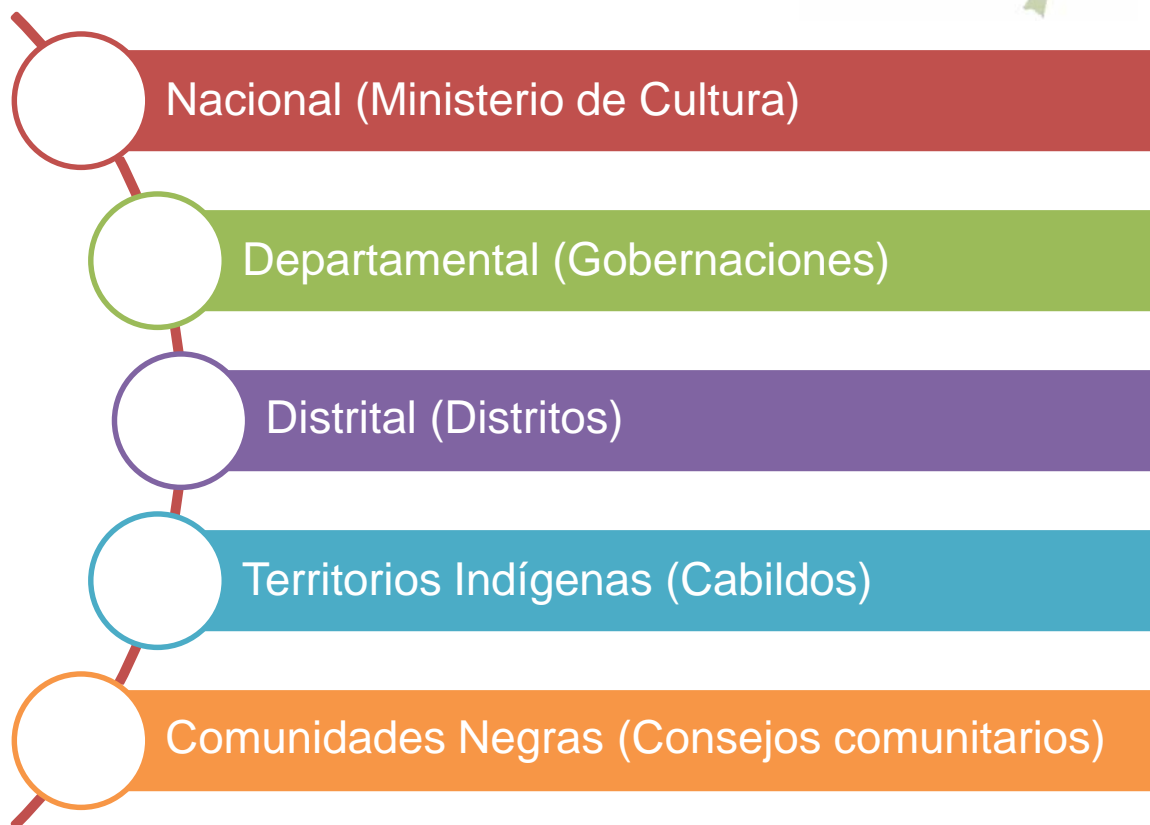 Nacional (Ministerio de Cultura)
Departamental (Gobernaciones)
Distrital (Distritos)
Territorios Indígenas (Cabildos)
Comunidades Negras (Consejos comunitarios)